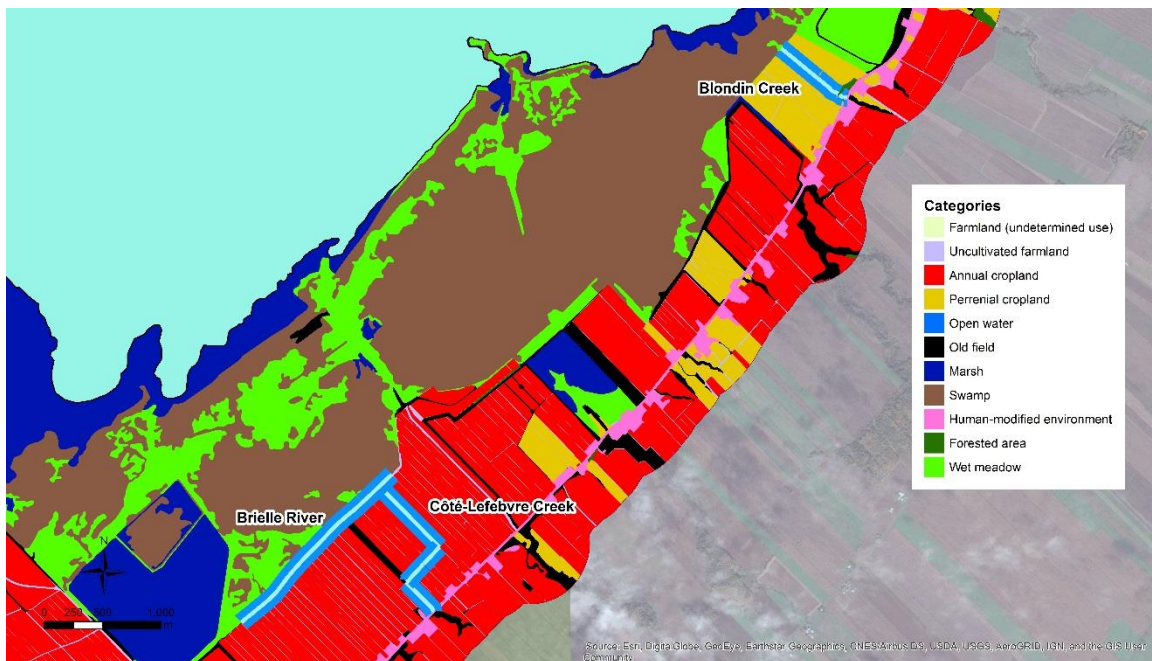 Blondin Creek
Categories
Farmland (undetermined use)
Uncultivated farmland
Annual cropland
Perrenial cropland
Open water
Old field
Marsh
Swamp
Human-modified environment
Forested area
Wet meadow
Côté-Lefebvre Creek
Brielle River
N
0 250 500 1,000
m
Source: Esri, DigitalGlobe, GeoEye, Earthstar Geographics, CNES/Airbus DS, USDA, USGS, AeroGRID, IGN, and the GIS User
Community